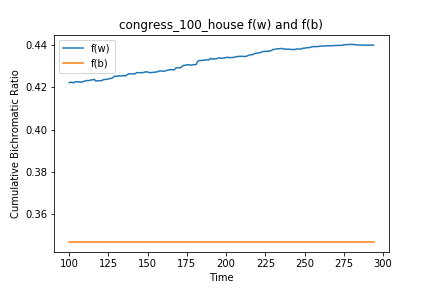 congress_100_house f(w) and f(b)
f(w)
f(b)
Cumulative Bichromatic Ratio
0.44
0.42
0.40
0.38
0.36
100 125 150 175 200 225 250 275 300
Time